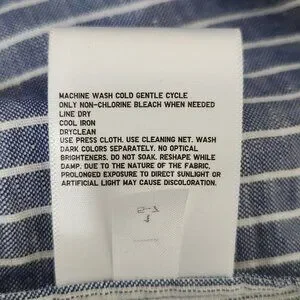 MACHINE WASH COLD GENTLE CYCLE
ONLY NON-CHLORINE BLEACH WHEN NEEDED
LINE DRY
COOL IRON
DRYCLEAN
USE PRESS CLOTH. USE CLEANING NET. WASH
DARK COLORS SEPARATELY. NO OPTICAL
BRIGHTENERS. DO NOT SOAK. RESHAPE WHILE
DAMP. DUE TO THE NATURE OF THE FABRIC,
PROLONGED EXPOSURE TO DIRECT SUNLIGHT OR
ARTIFICIAL LIGHT MAY CAUSE DISCOLORATION.